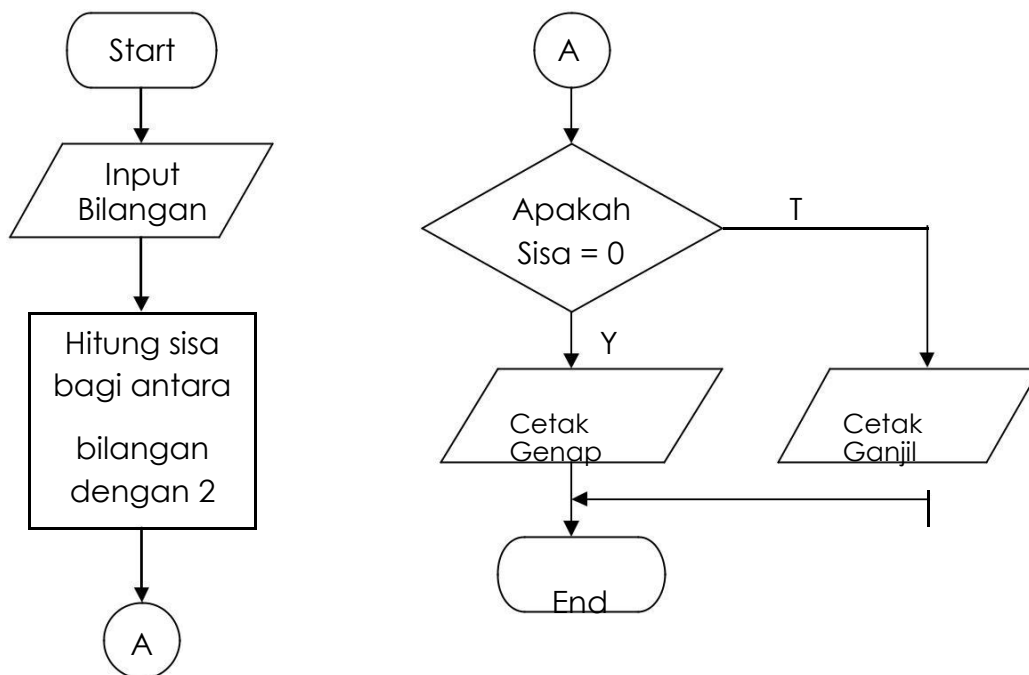 Start
Input
Bilangan
Hitung sisa
bagi antara
bilangan
dengan 2
A
A
Apakah
Sisa = 0
T
Y
Cetak
Genap
Cetak
Ganjil
End